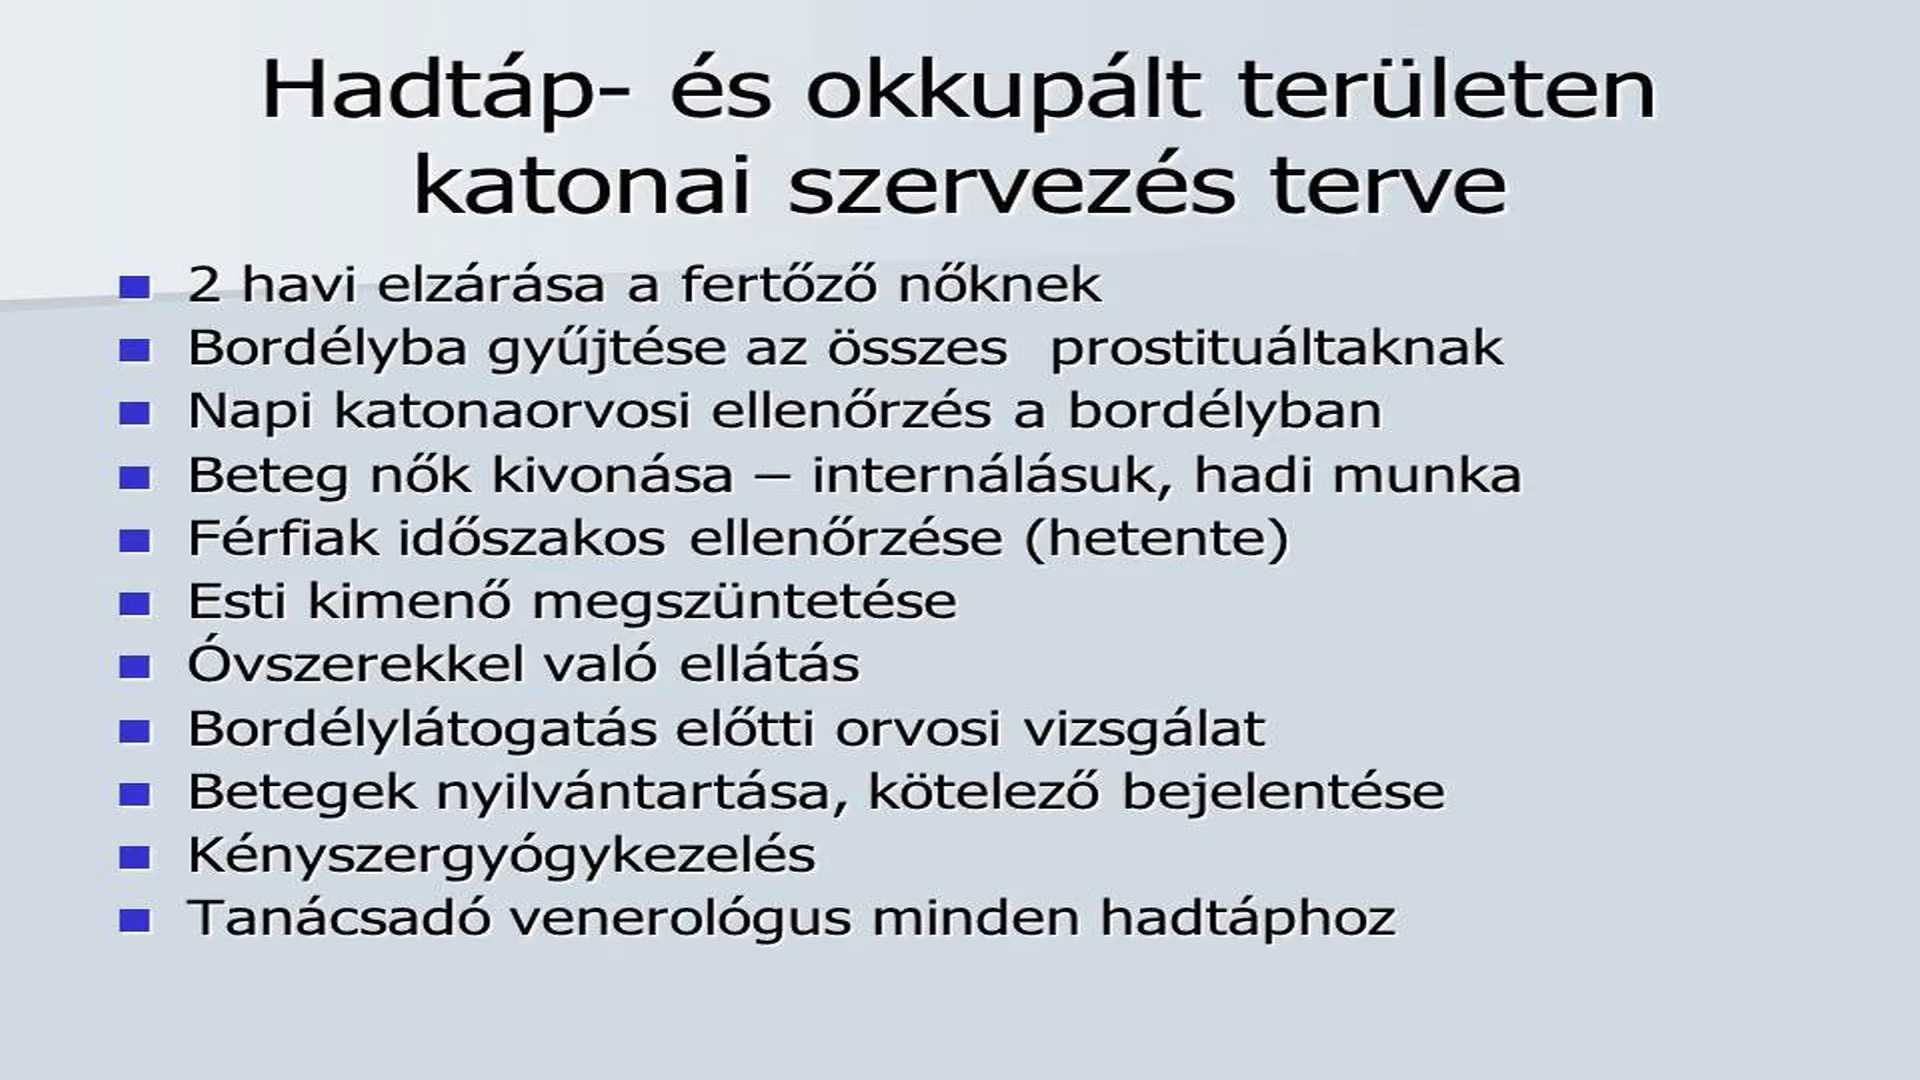 Hadtáp- és okkupált területen
katonai szervezés terve
2 havi elzárása a fertőző nőknek
Bordélyba gyűjtése az összes prostituáltaknak
Napi katonaorvosi ellenőrzés a bordélyban
Beteg nők kivonása – internálásuk, hadi munka
Férfiak időszakos ellenőrzése (hetente)
Esti kimenő megszüntetése
Óvszerekkel való ellátás
Bordélylátogatás előtti orvosi vizsgálat
Betegek nyilvántartása, kötelező bejelentése
Kényszergyógykezelés
Tanácsadó venerológus minden hadtáphoz